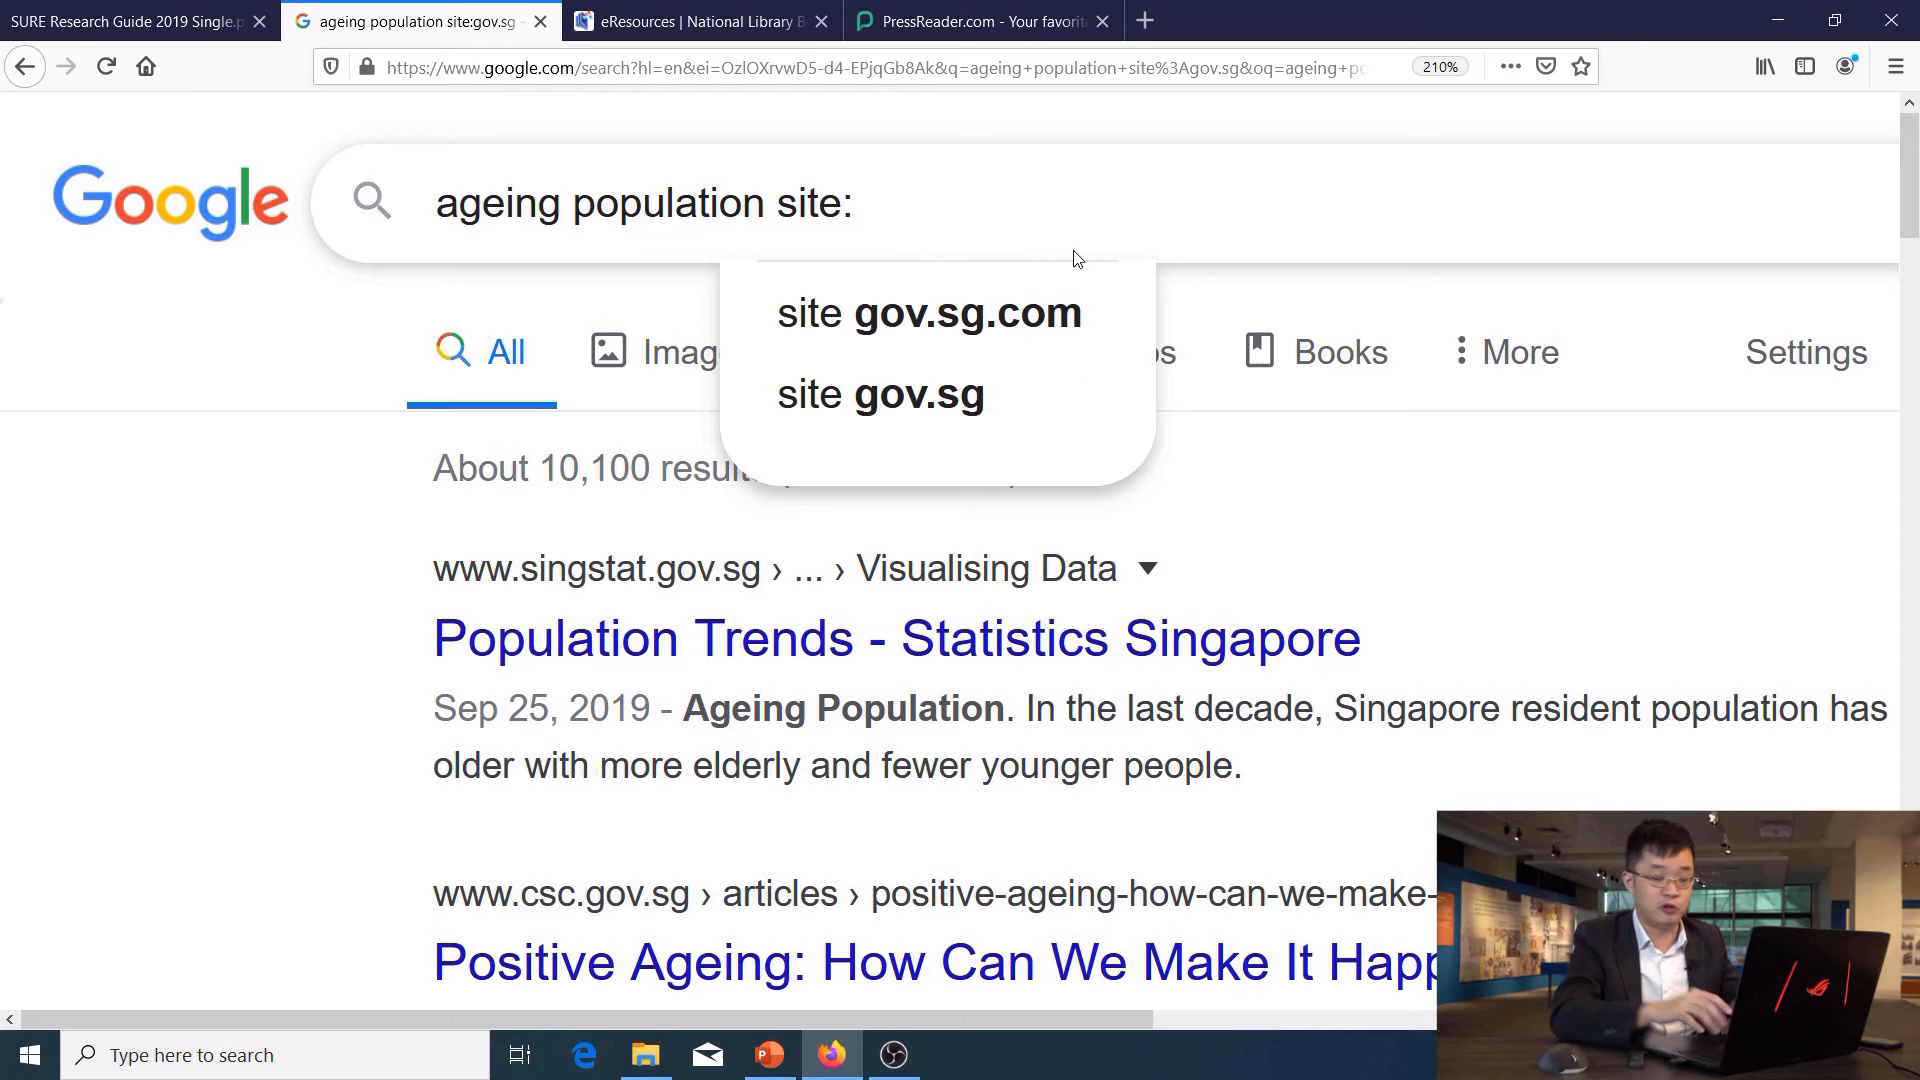 SURE Research Guide 2019 Single.p
ageing population site:gov.sg -
eResources | National Library B
PressReader.com - Your favorit
https://www.google.com/search?hl=en&ei=OzlOXrvwD5-d4-EPjqGb8Ak&q=ageing+population+site%3Agov.sg&oq=ageing+po
210%
Google
ageing population site:
site gov.sg.com
site gov.sg
All
Imag
os
Books
More
Settings
About 10,100 result
www.singstat.gov.sg › ... › Visualising Data
Population Trends - Statistics Singapore
Sep 25, 2019 - Ageing Population. In the last decade, Singapore resident population has
older with more elderly and fewer younger people.
www.csc.gov.sg › articles › positive-ageing-how-can-we-make-
Positive Ageing: How Can We Make It Happ
Type here to search